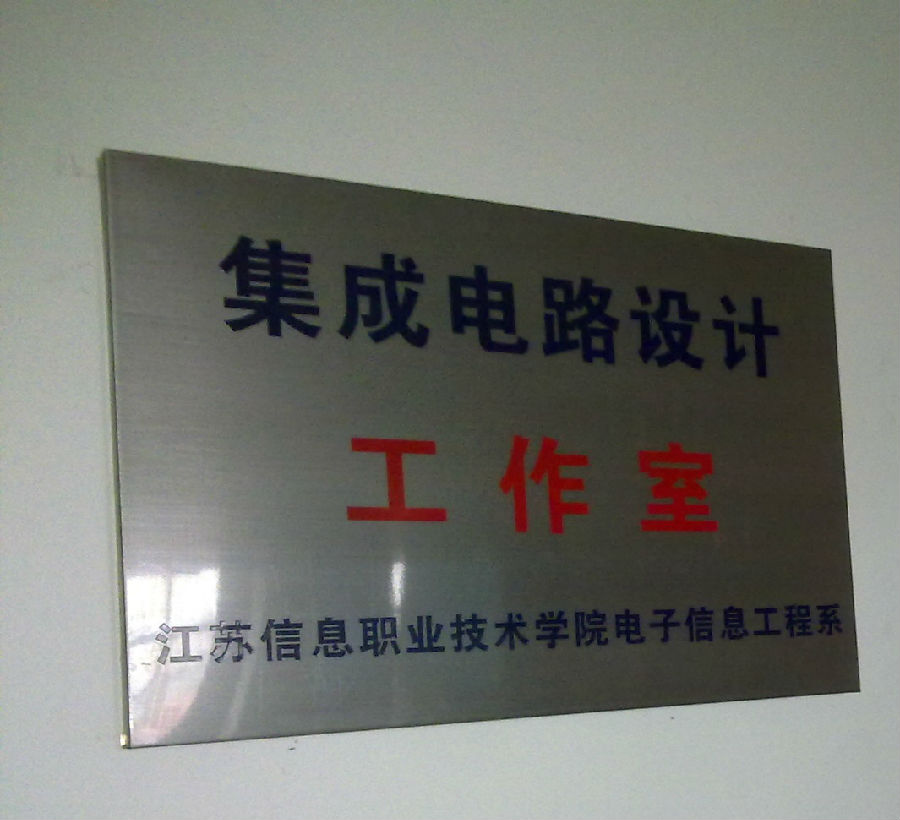 集成电路设计
工作室
江苏信息职业技术学院电子信息工程系